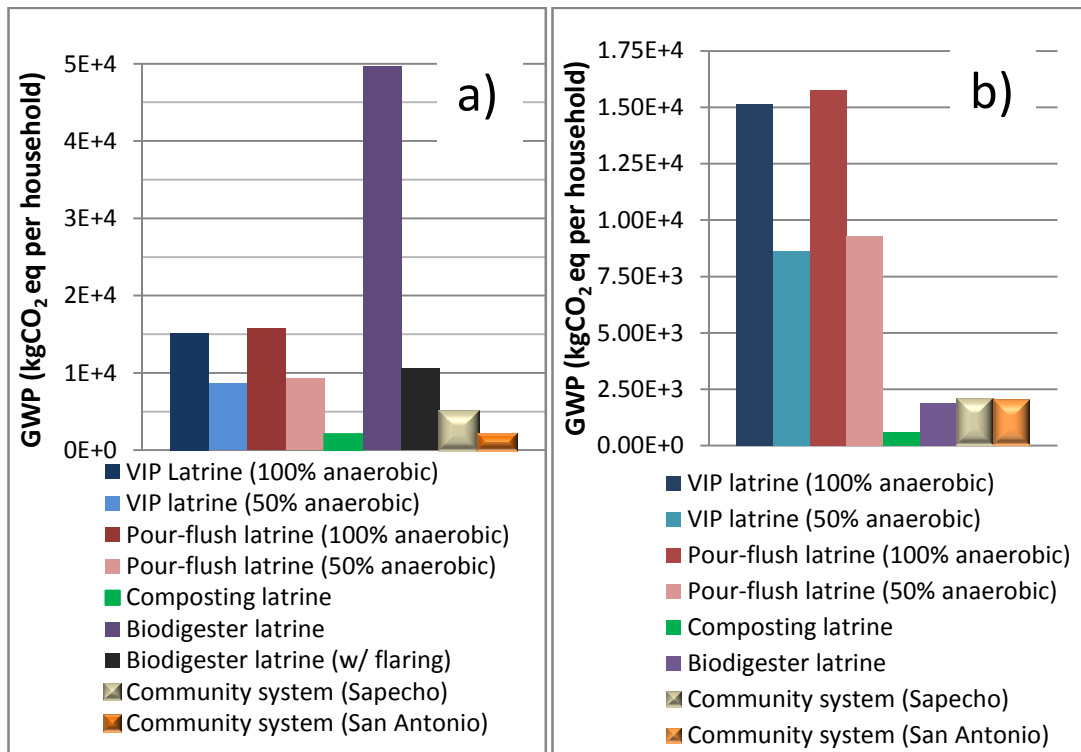 GWP (kgCO₂ eq per household)
a)
5E+4
4E+4
3E+4
2E+4
1E+4
0E+0
VIP Latrine (100% anaerobic)
VIP latrine (50% anaerobic)
Pour-flush latrine (100% anaerobic)
Pour-flush latrine (50% anaerobic)
Composting latrine
Biodigester latrine
Biodigester latrine (w/ flaring)
Community system (Sapecho)
Community system (San Antonio)
GWP (kgCO₂ eq per household)
b)
1.75E+4
1.50E+4
1.25E+4
1.00E+4
7.50E+3
5.00E+3
2.50E+3
0.00E+0
VIP latrine (100% anaerobic)
VIP latrine (50% anaerobic)
Pour-flush latrine (100% anaerobic)
Pour-flush latrine (50% anaerobic)
Composting latrine
Biodigester latrine
Community system (Sapecho)
Community system (San Antonio)